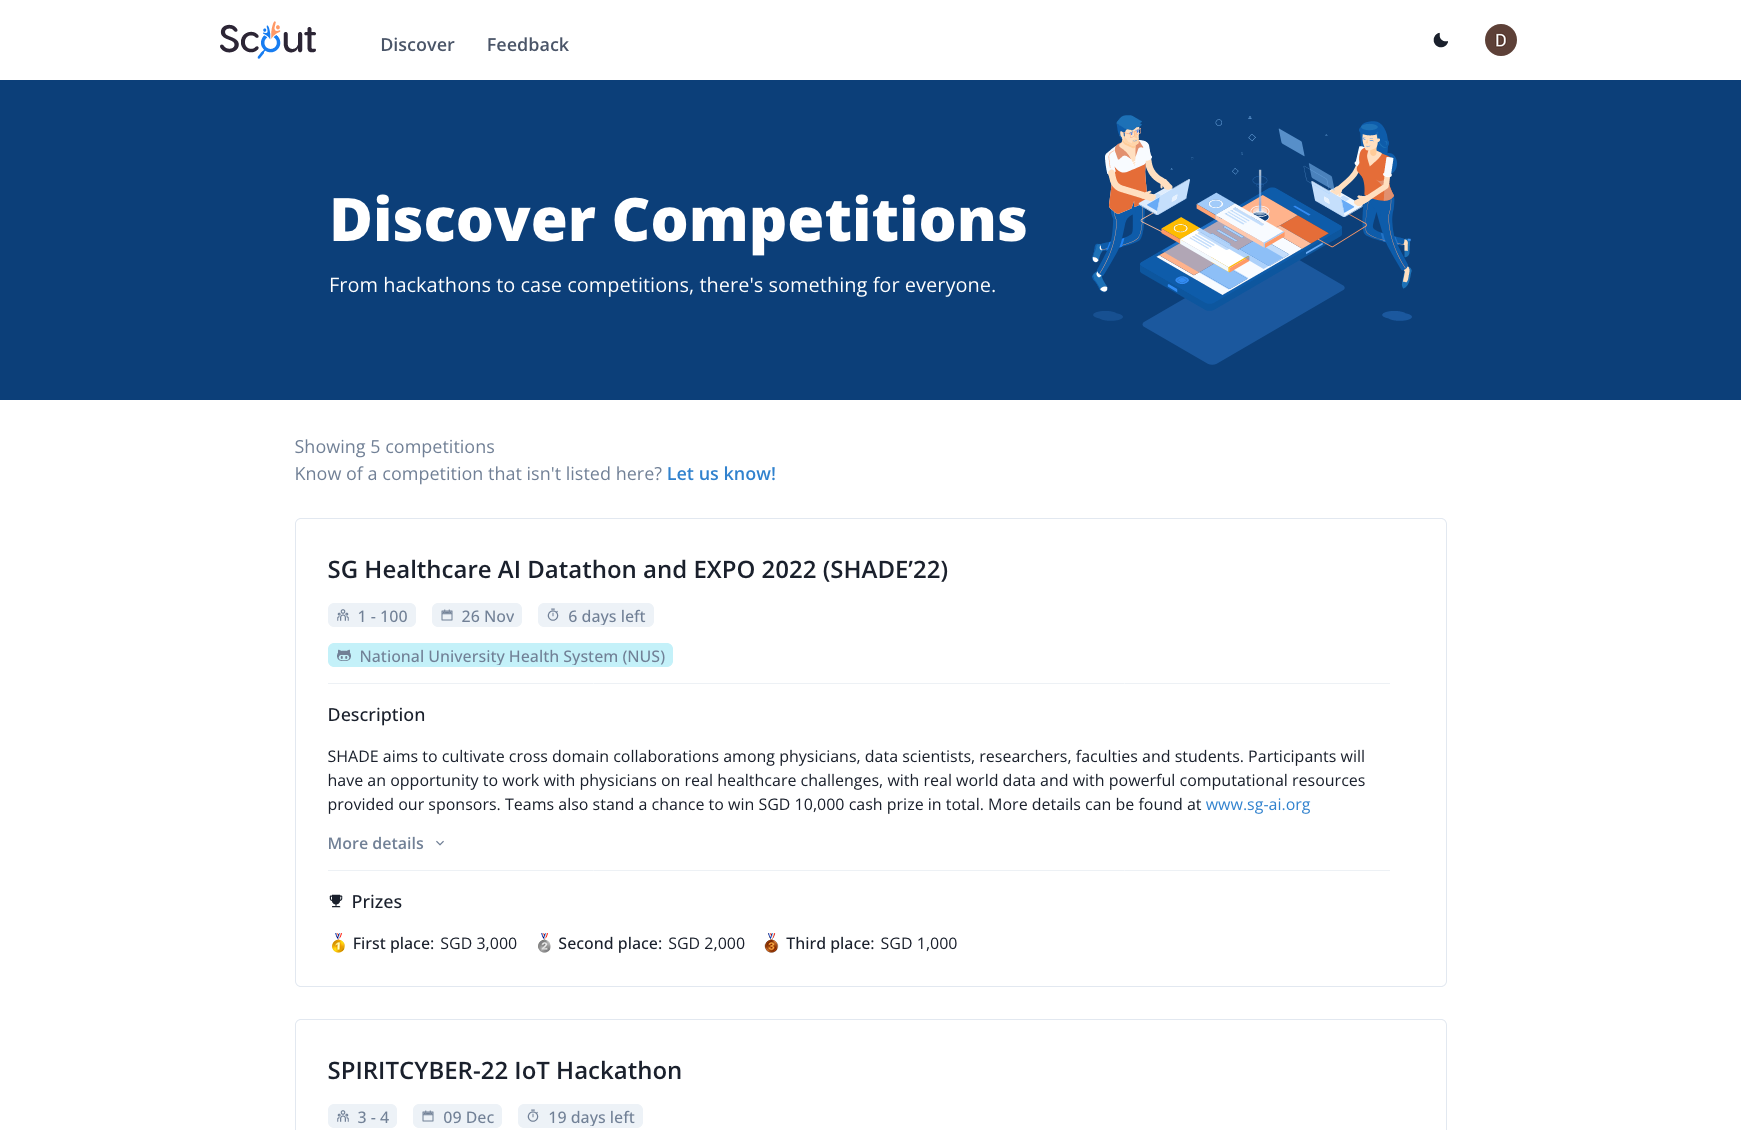 Scout Discover Feedback D
Discover Competitions
From hackathons to case competitions, there's something for everyone.
Showing 5 competitions
Know of a competition that isn't listed here? Let us know!
SG Healthcare AI Datathon and EXPO 2022 (SHADE’22)
1 - 100 26 Nov 6 days left
National University Health System (NUS)
Description
SHADE aims to cultivate cross domain collaborations among physicians, data scientists, researchers, faculties and students. Participants will
have an opportunity to work with physicians on real healthcare challenges, with real world data and with powerful computational resources
provided our sponsors. Teams also stand a chance to win SGD 10,000 cash prize in total. More details can be found at www.sg-ai.org
More details
Prizes
First place: SGD 3,000 Second place: SGD 2,000 Third place: SGD 1,000
SPIRITCYBER-22 IoT Hackathon
3 - 4 09 Dec 19 days left